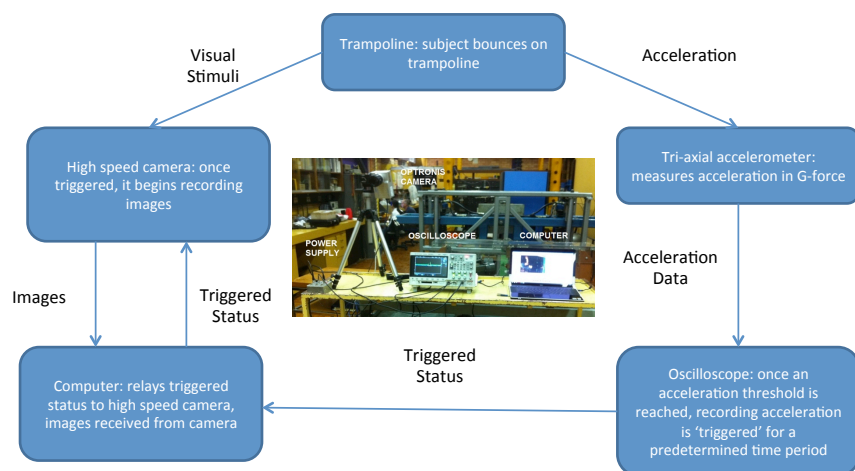 Trampoline: subject bounces on
trampoline
Visual
Stimuli
Acceleration
High speed camera: once
triggered, it begins recording
images
Tri-axial accelerometer:
measures acceleration in G-force
OPTRONIS
CAMERA
POWER
SUPPLY
OSCILLOSCOPE
COMPUTER
Images
Triggered
Status
Acceleration
Data
Computer: relays triggered
status to high speed camera,
images received from camera
Triggered
Status
Oscilloscope: once an
acceleration threshold is
reached, recording acceleration
is ‘triggered’ for a
predetermined time period